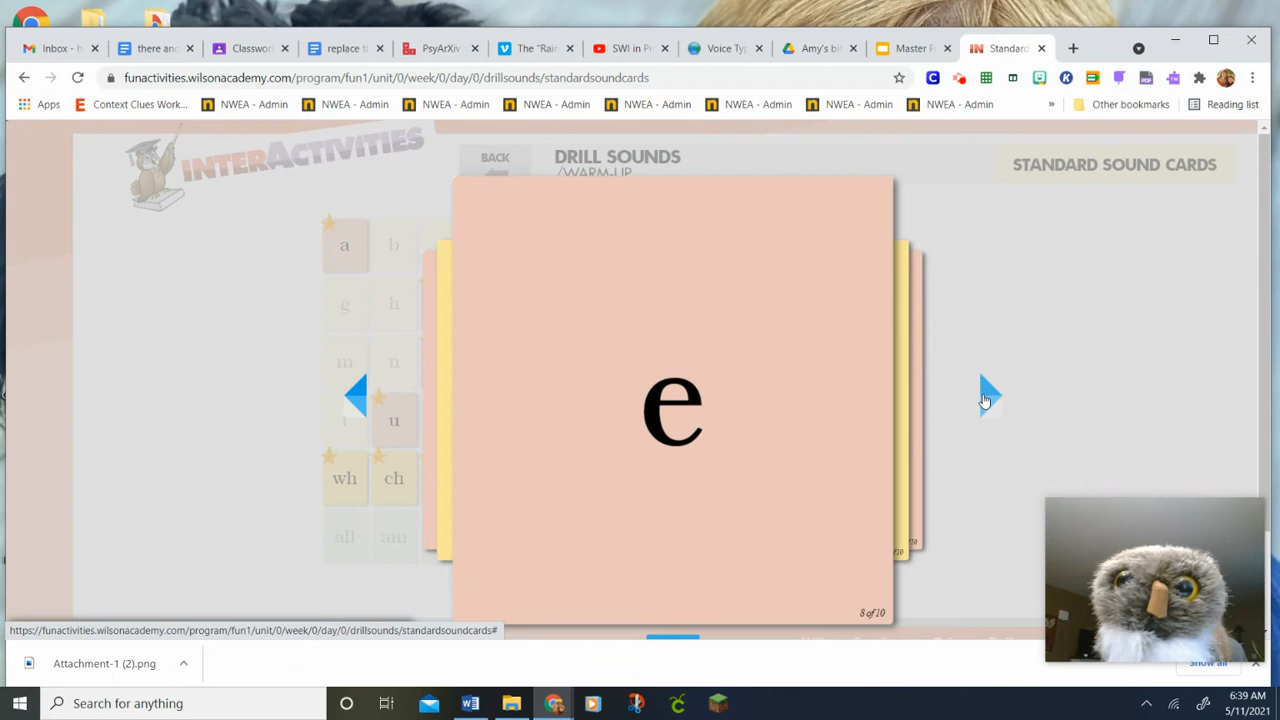 Inbox - h
there an
Classwor
replace t
PsyArXiv
The "Rea
SWI in Pr
Voice Typ
Amy's bi
Master F
Standard
funactivities.wilsonacademy.com/program/fun1/unit/0/week/0/day/0/drillsounds/standardsoundcards
Apps
Context Clues Work...
NWEA - Admin
NWEA - Admin
NWEA - Admin
NWEA - Admin
NWEA - Admin
NWEA - Admin
NWEA - Admin
NWEA - Admin
»
Other bookmarks
Reading list
INTERACTIVITIES
BACK
DRILL SOUNDS
/WARM-UP
STANDARD SOUND CARDS
a b
g h
m n
t u
wh ch
all am
e
8 of 10
https://funactivities.wilsonacademy.com/program/fun1/unit/0/week/0/day/0/drillsounds/standardsoundcards#
Attachment-1 (2).png
Show all
Search for anything
6:39 AM
5/11/2021